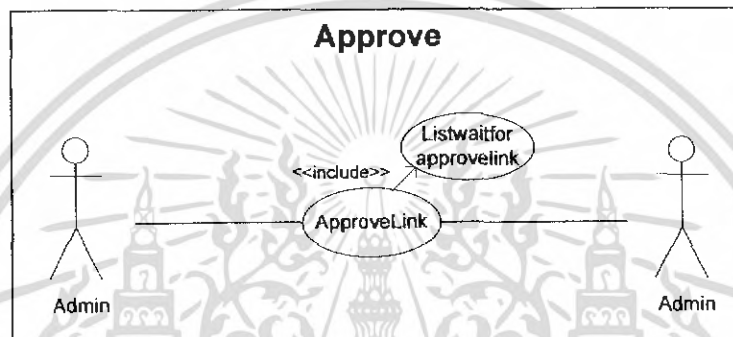 Approve
Listwaitfor
approvelink
<<include>>
ApproveLink
Admin
Admin